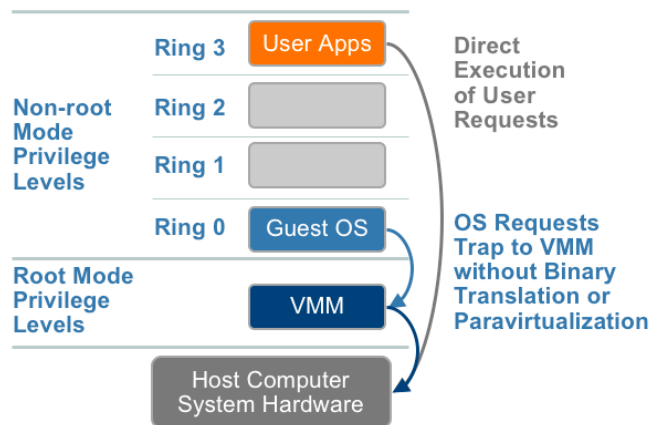 Ring 3
User Apps
Direct
Execution
of User
Requests
Non-root
Mode
Privilege
Levels
Ring 2
Ring 1
Ring 0
Guest OS
OS Requests
Trap to VMM
without Binary
Translation or
Paravirtualization
Root Mode
Privilege
Levels
VMM
Host Computer
System Hardware